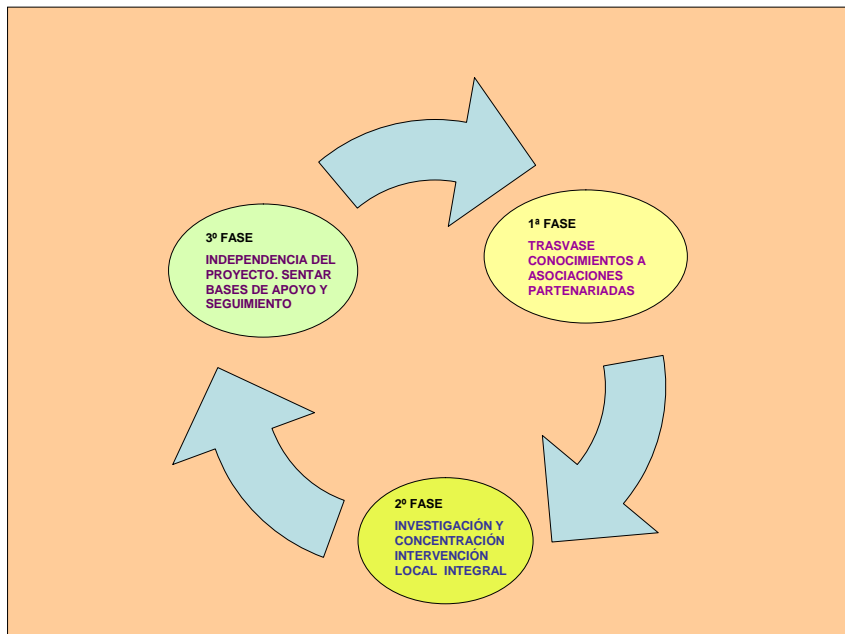 1ª FASE
TRASVASE
CONOCIMIENTOS A
ASOCIACIONES
PARTENARIADAS
2º FASE
INVESTIGACIÓN Y
CONCENTRACIÓN
INTERVENCIÓN
LOCAL INTEGRAL
3º FASE
INDEPENDENCIA DEL
PROYECTO. SENTAR
BASES DE APOYO Y
SEGUIMIENTO